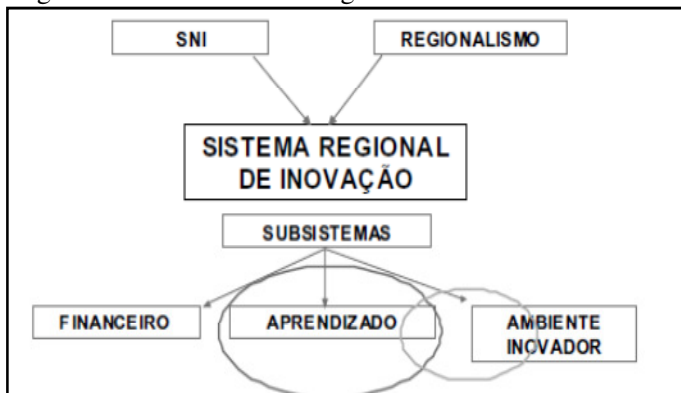 SNI
REGIONALISMO
SISTEMA REGIONAL
DE INOVAÇÃO
SUBSISTEMAS
FINANCEIRO
APRENDIZADO
AMBIENTE
INOVADOR